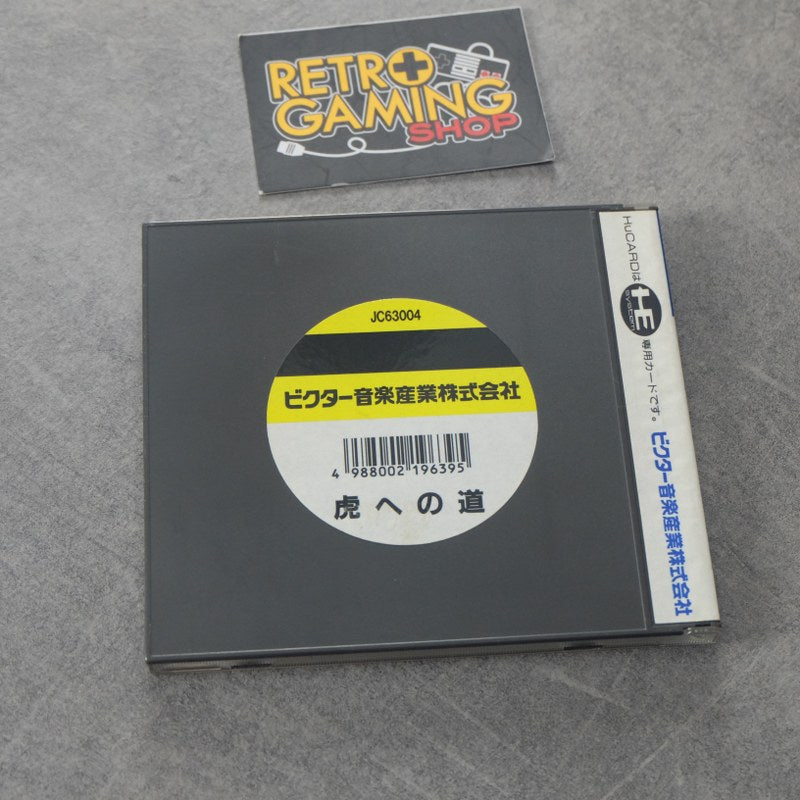 RETRO
GAMING
SHOP
JC63004
ビクター音楽産業株式会社
4 988002 196395
虎への道
HuCARDは
HE
system
専用カードです。
ビクター音楽産業株式会社